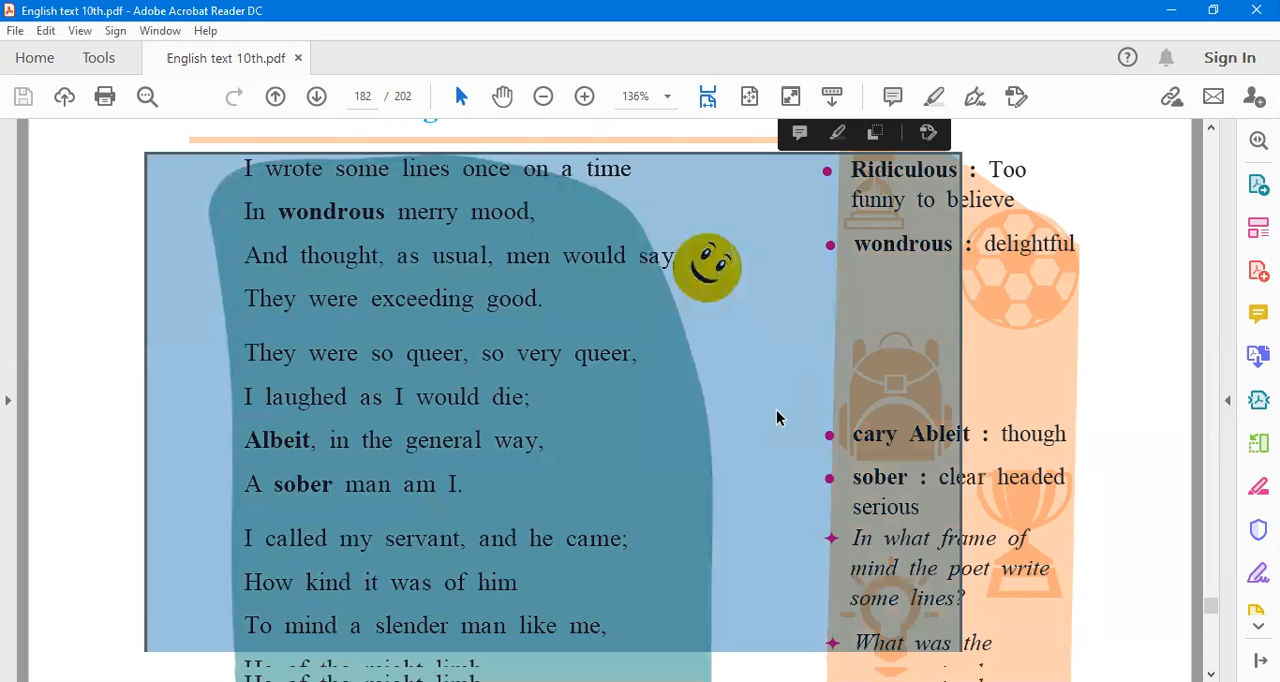 English text 10th.pdf - Adobe Acrobat Reader DC
File Edit View Sign Window Help
Home Tools English text 10th.pdf × Sign In
182 / 202 136%
I wrote some lines once on a time
In wondrous merry mood,
And thought, as usual, men would say
They were exceeding good.
They were so queer, so very queer,
I laughed as I would die;
Albeit, in the general way,
A sober man am I.
I called my servant, and he came;
How kind it was of him
To mind a slender man like me,
He of the might limb
• Ridiculous : Too
funny to believe
• wondrous : delightful
• cary Ableit : though
• sober : clear headed
serious
In what frame of
mind the poet write
some lines?
What was the